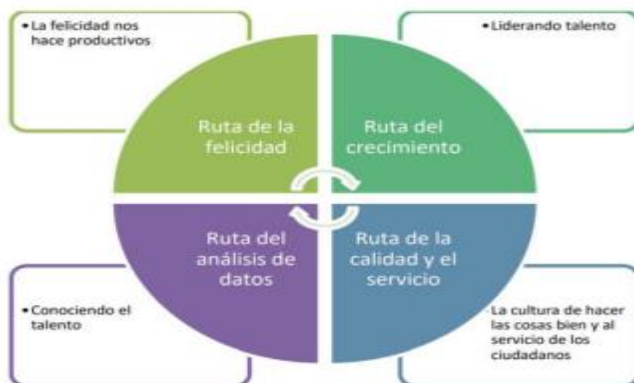 •La felicidad nos
hace productivos
•Liderando talento
Ruta de la
felicidad
Ruta del
crecimiento
Ruta del
análisis de
datos
Ruta de la
calidad y el
servicio
•Conociendo el
talento
La cultura de hacer
las cosas bien y al
servicio de los
ciudadanos